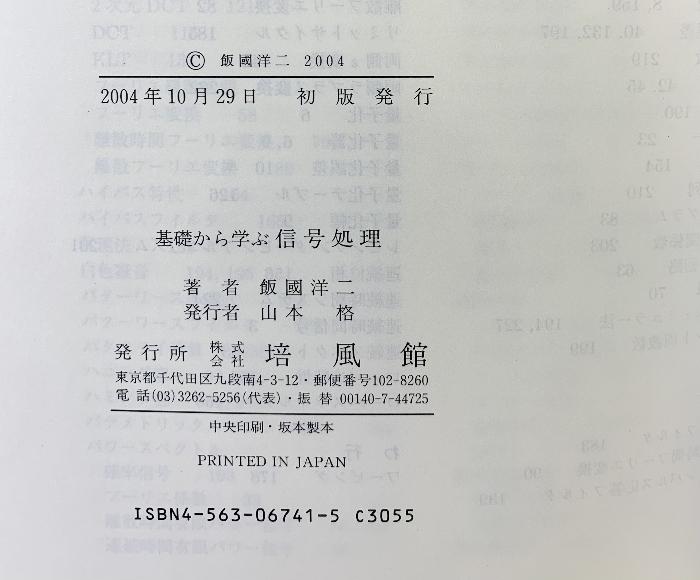 © 飯國洋二 2004
2004年10月29日 初版発行
基礎から学ぶ 信号処理
著者 飯國洋二
発行者 山本 格
発行所 株式会社 培風館
東京都千代田区九段南4-3-12・郵便番号102-8260
電話(03)3262-5256(代表)・振替00140-7-44725
中央印刷・坂本製本
PRINTED IN JAPAN
ISBN4-563-06741-5 C3055